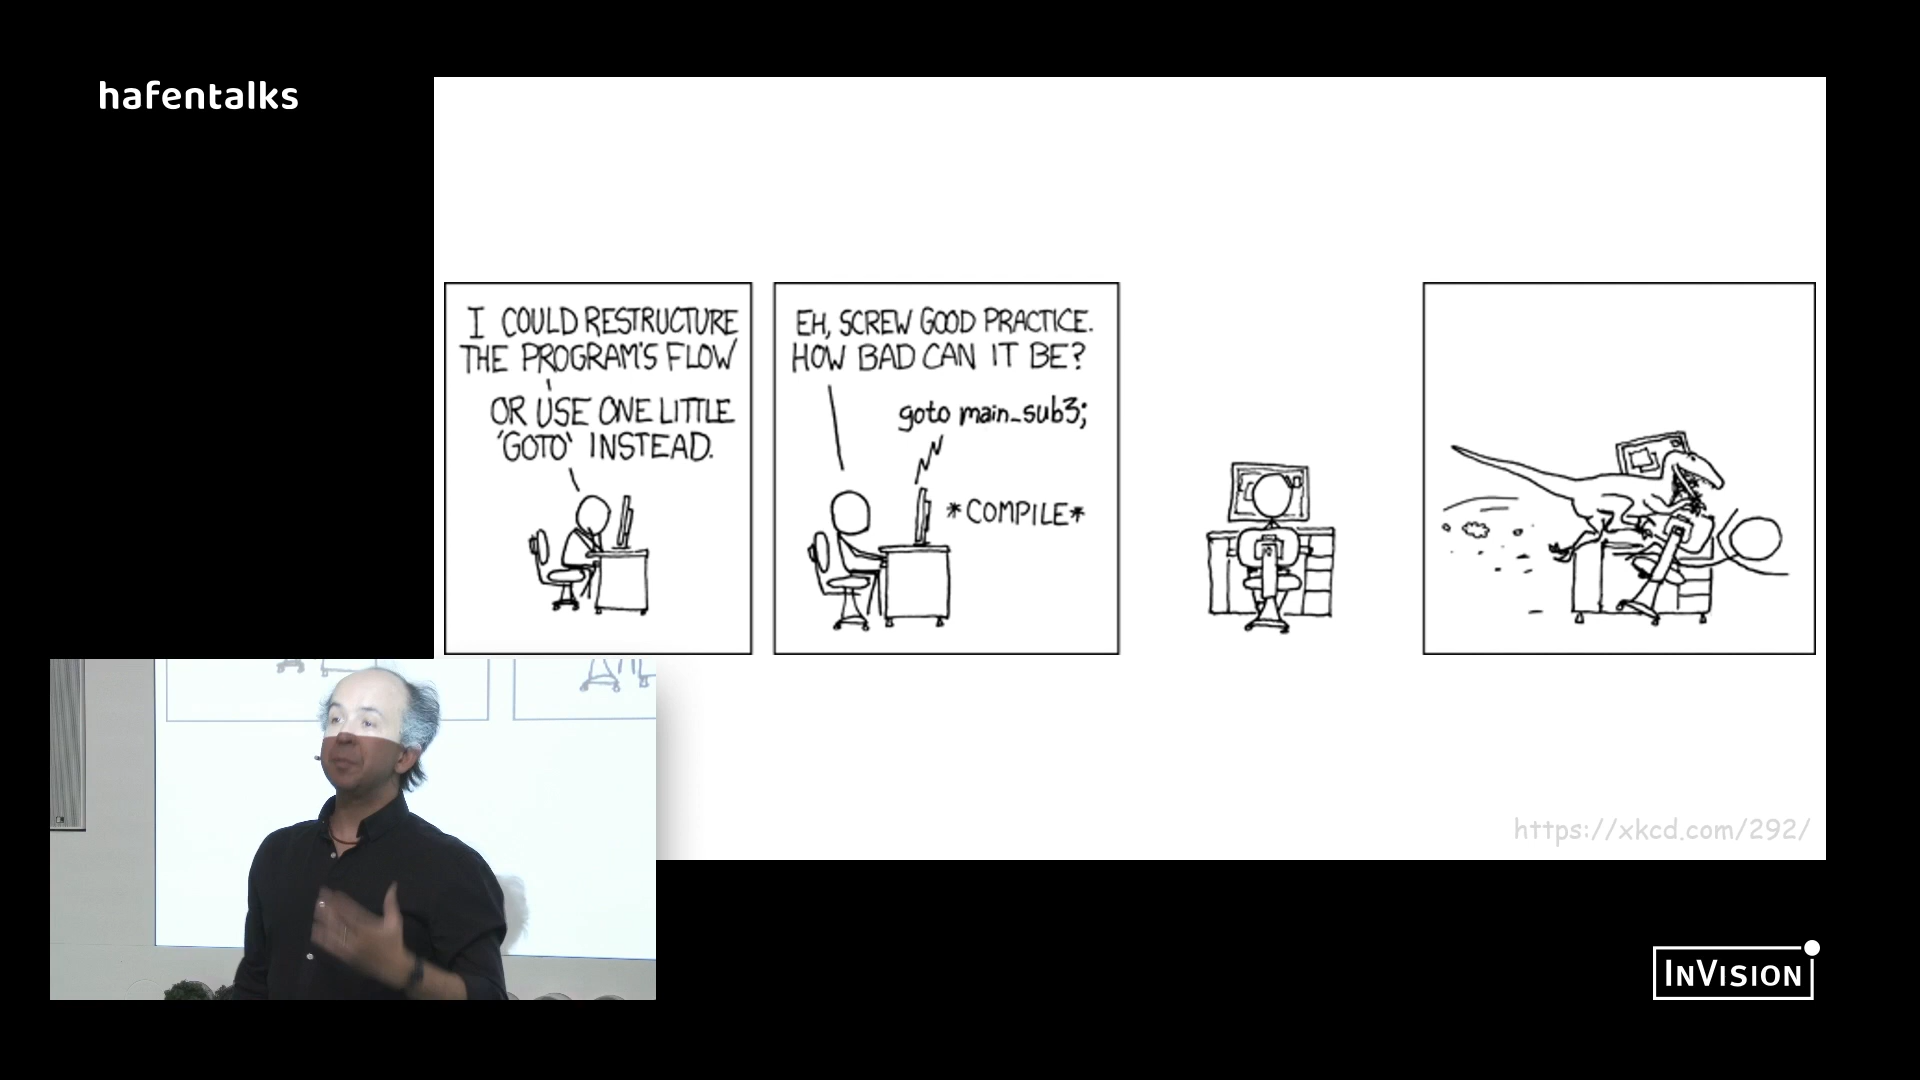 hafentalks
I COULD RESTRUCTURE
THE PROGRAM'S FLOW
OR USE ONE LITTLE
'GOTO' INSTEAD.
EH, SCREW GOOD PRACTICE.
HOW BAD CAN IT BE?
goto main_sub3;
*COMPILE*
https://xkcd.com/292/
INVISION